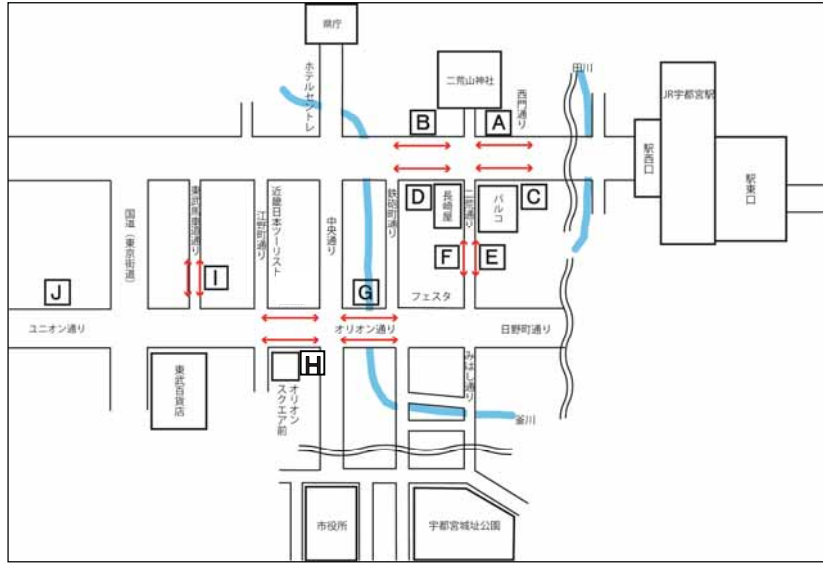 県庁
ホテルセントレ
二荒山神社
西門通り
田川
JR宇都宮駅
駅西口
駅東口
B
A
D
長崎屋
二荒通り
パルコ
C
国道(東京街道)
東武馬車道通り
江野町通り
近畿日本ツーリスト
中央通り
鉄砲町通り
F
E
I
J
G
フェスタ
ユニオン通り
オリオン通り
日野町通り
東武百貨店
H
オリオン
スクエア前
みはし通り
釜川
市役所
宇都宮城址公園